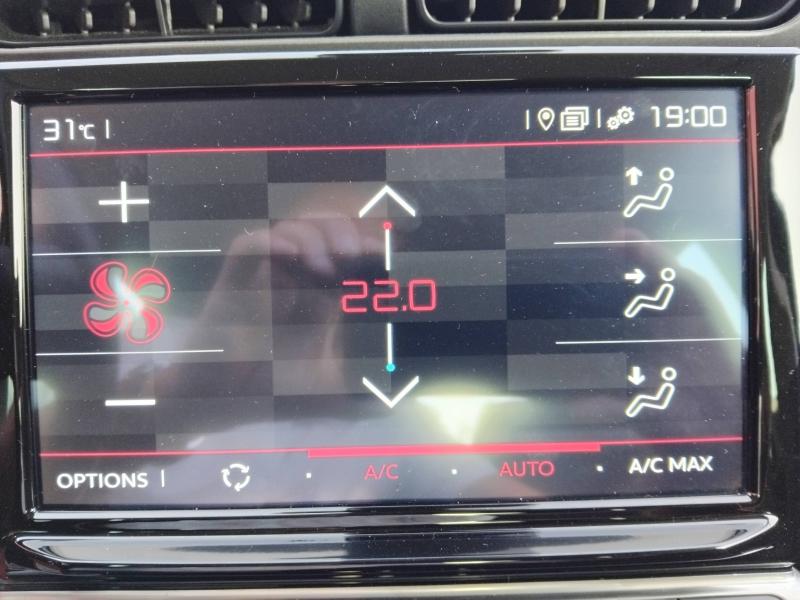 31°C
19:00
22.0
OPTIONS
A/C
AUTO
A/C MAX